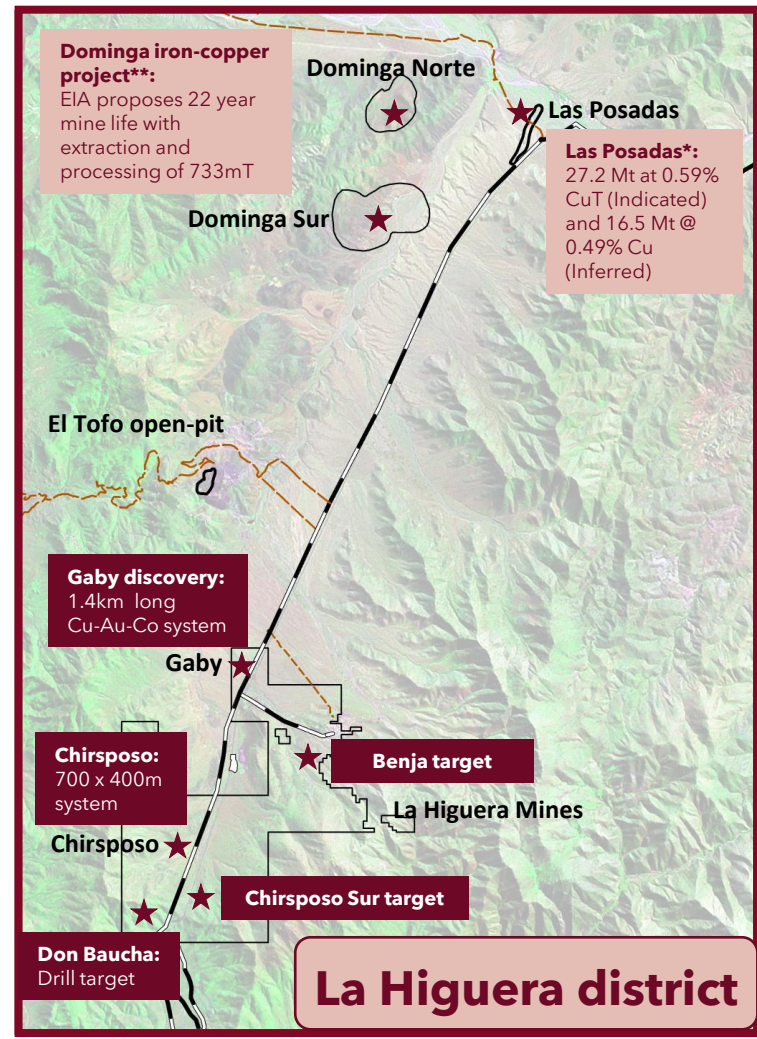 Dominga iron-copper
project**:
EIA proposes 22 year
mine life with
extraction and
processing of 733mT
Dominga Norte
Las Posadas
Las Posadas*:
27.2 Mt at 0.59%
CuT (Indicated)
and 16.5 Mt @
0.49% Cu
(Inferred)
Dominga Sur
El Tofo open-pit
Gaby discovery:
1.4km long
Cu-Au-Co system
Gaby
Chirsposo:
700 x 400m
system
Benja target
La Higuera Mines
Chirsposo
Chirsposo Sur target
Don Baucha:
Drill target
La Higuera district